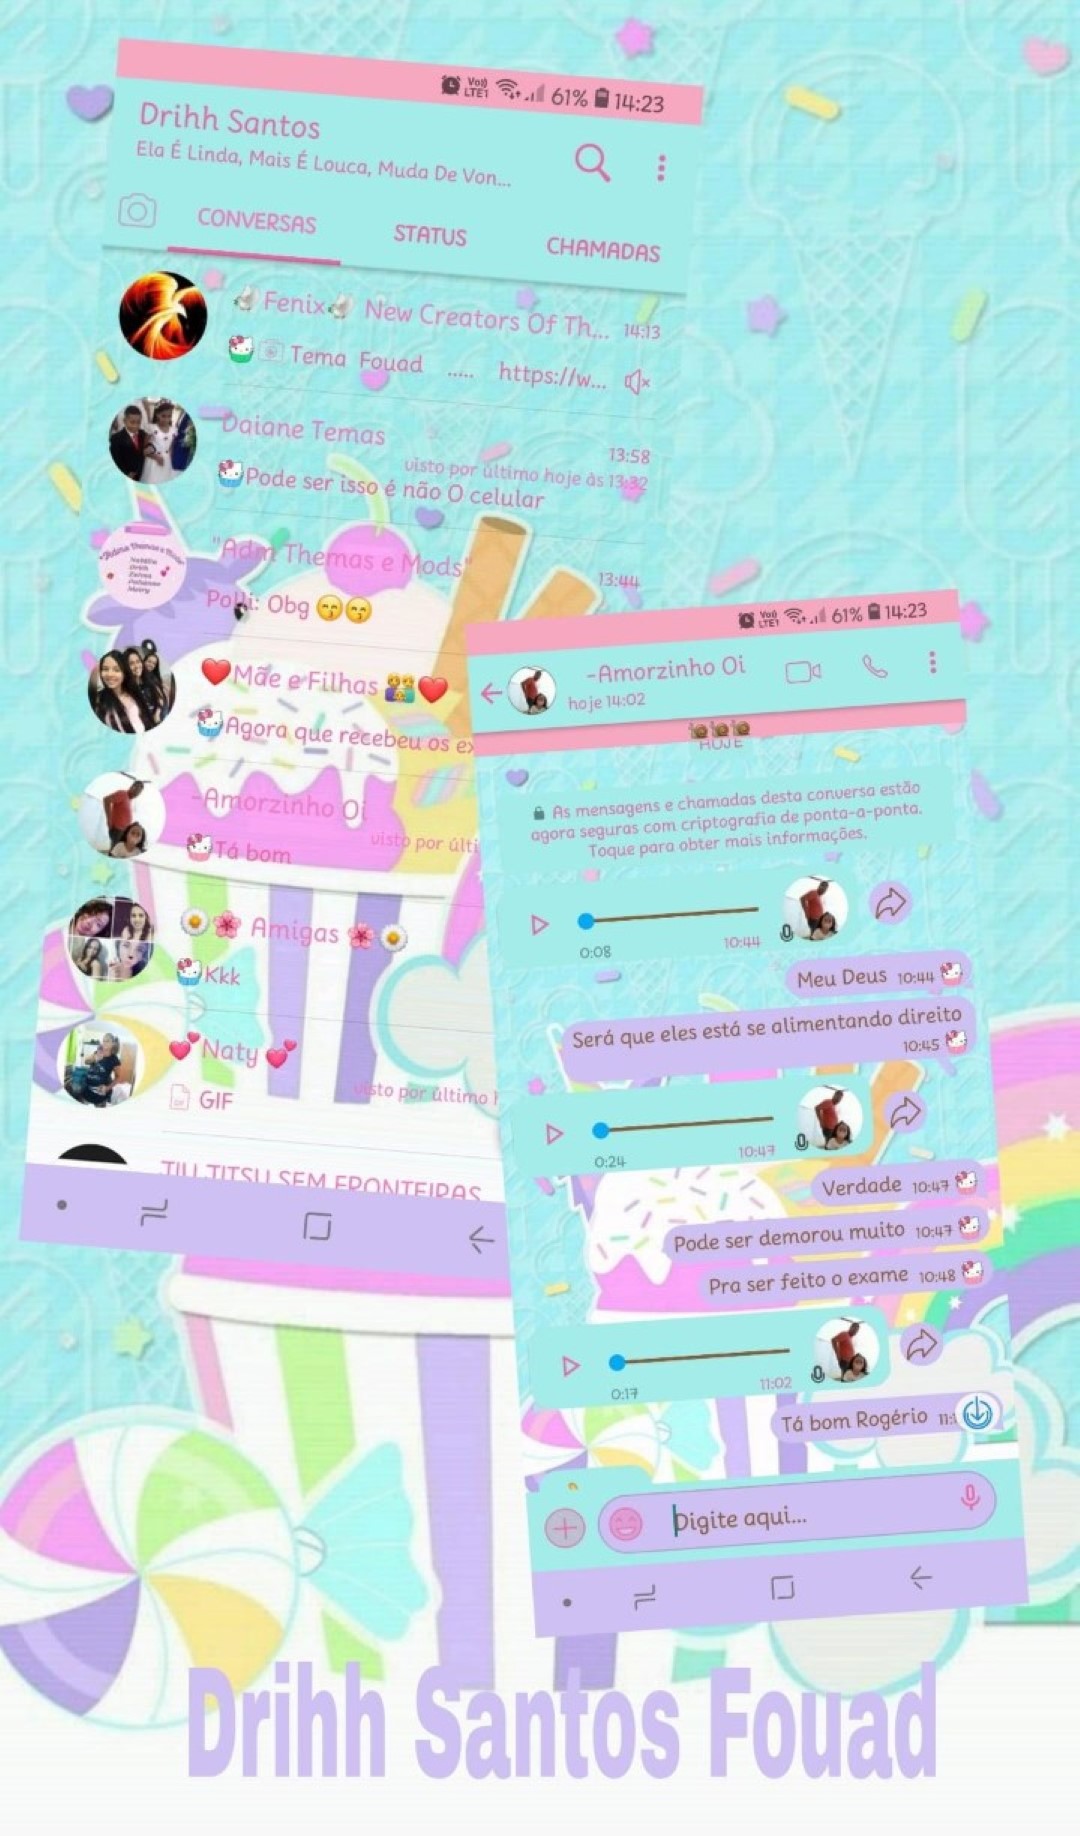 Vo)) LTE1 61% 14:23
Drihh Santos
Ela É Linda, Mais É Louca, Muda De Von...
CONVERSAS STATUS CHAMADAS
Fenix New Creators Of Th... 14:13
Tema Fouad ..... https://w...
Daiane Temas 13:58
visto por último hoje às 13:32
Pode ser isso é não O celular
"Adm Themas e Mods" 13:44
Polli: Obg 😙😙
❤️Mãe e Filhas ❤️
Agora que recebeu os ex
-Amorzinho Oi
visto por últi
Tá bom
🌼🌸 Amigas 🌸🌼
Kkk
💕Naty 💕
visto por último h
GIF
JIU JITSU SEM FRONTEIRAS
Vo)) LTE1 61% 14:23
-Amorzinho Oi
hoje 14:02
HOJE
As mensagens e chamadas desta conversa estão
agora seguras com criptografia de ponta-a-ponta.
Toque para obter mais informações.
0:08 10:44
Meu Deus 10:44
Será que eles está se alimentando direito
10:45
0:24 10:47
Verdade 10:47
Pode ser demorou muito 10:47
Pra ser feito o exame 10:48
0:17 11:02
Tá bom Rogério
Digite aqui...
Drihh Santos Fouad